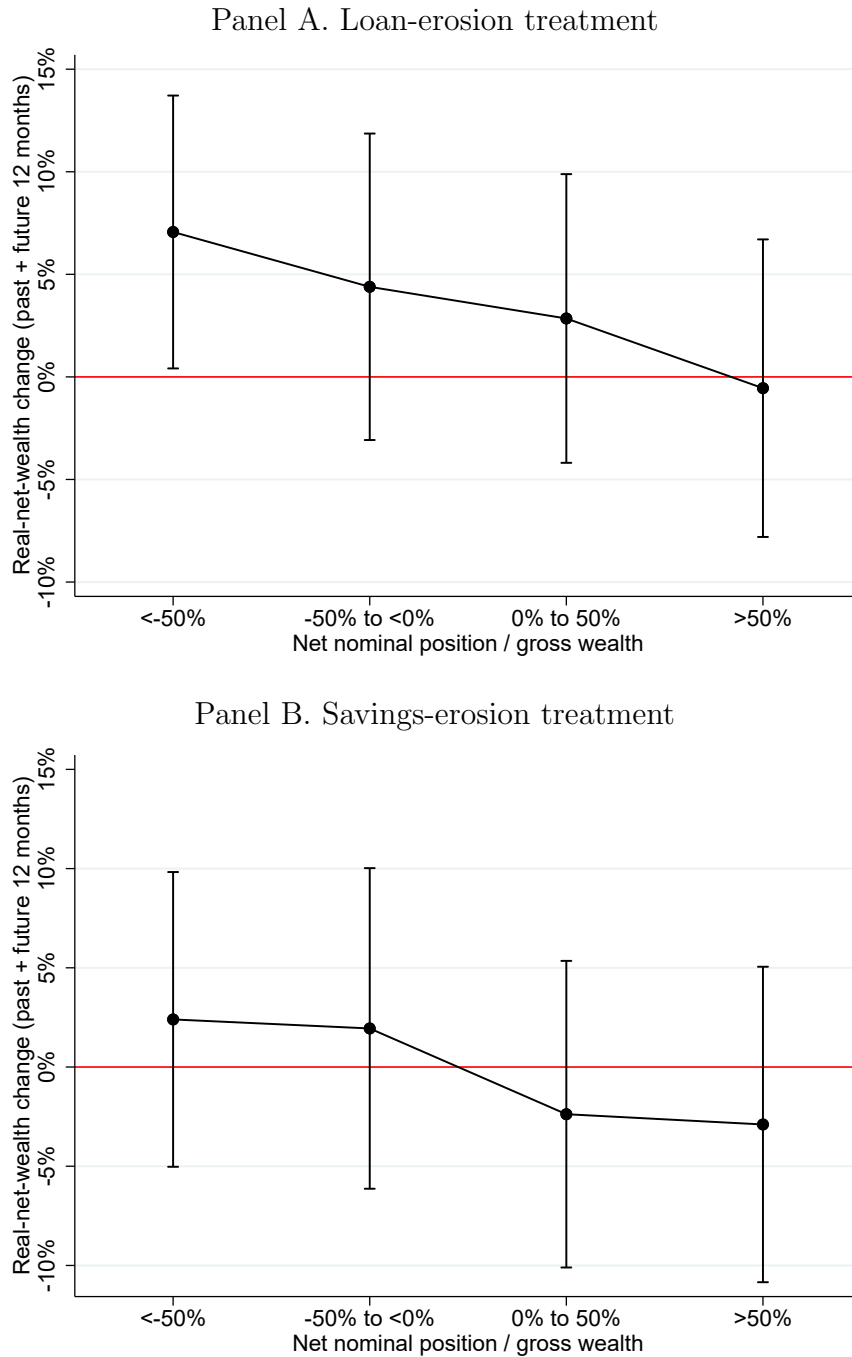 Panel A. Loan-erosion treatment
Real-net-wealth change (past + future 12 months)
15%
10%
5%
0%
-5%
-10%
<-50%
-50% to <0%
0% to 50%
>50%
Net nominal position / gross wealth
Panel B. Savings-erosion treatment
Real-net-wealth change (past + future 12 months)
15%
10%
5%
0%
-5%
-10%
<-50%
-50% to <0%
0% to 50%
>50%
Net nominal position / gross wealth